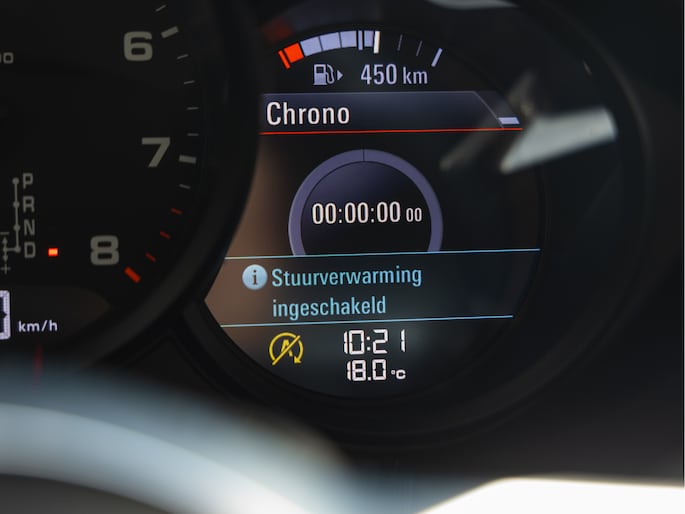 6
7
8
P
R
N
D
-
+
km/h
450 km
Chrono
00:00:00 00
i Stuurverwarming
ingeschakeld
A
10:21
18.0 °C